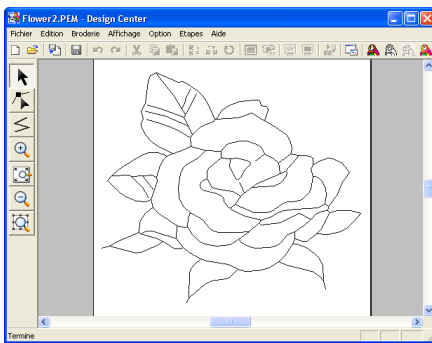 Flower2.PEM - Design Center
Fichier Edition Broderie Affichage Option Etapes Aide
Termine